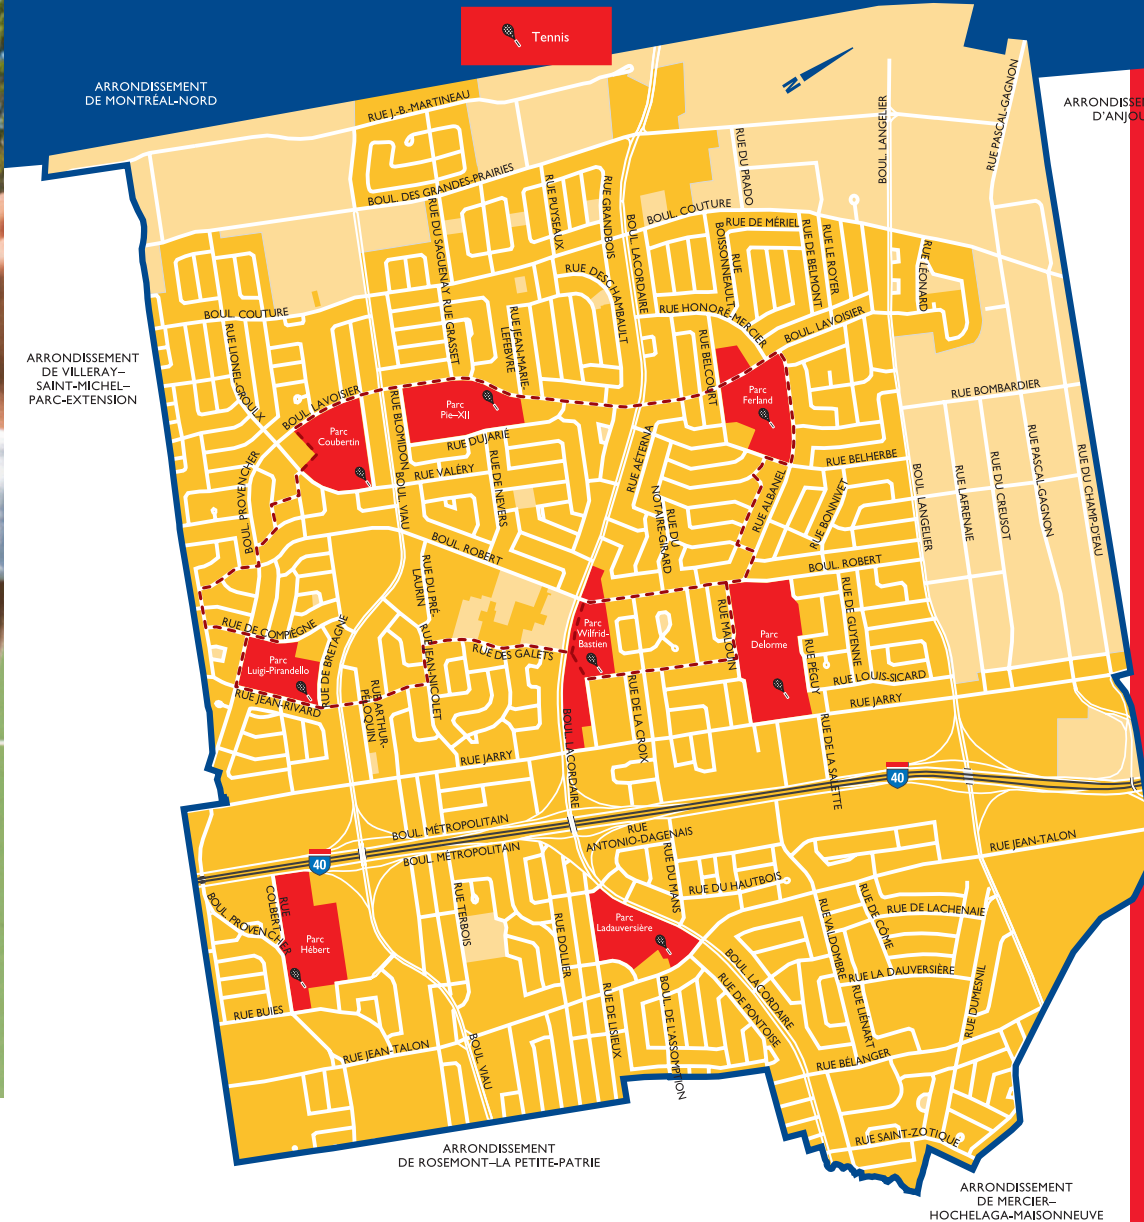 Tennis
ARRONDISSEMENT
DE MONTRÉAL-NORD
N
RUE J.-B.-MARTINEAU
RUE PASCAL-GAGNON
BOUL. LANGELIER
RUE DU PRADO
BOUL. DES GRANDES-PRAIRIES
RUE PUYSEAUX
RUE GRANDBOIS
BOUL. LACORDAIRE
BOUL. COUTURE
RUE DE MÉRIEL
RUE
BOISSONNEAULT
RUE DE BELMONT
RUE LE ROYER
RUE LÉONARD
RUE DU SAGUENAY
RUE GRASSET
RUE JEAN-MARIE-
LEFEBVRE
RUE DESCHAMBAULT
RUE HONORÉ-MERCIER
BOUL. LAVOISIER
BOUL. COUTURE
RUE LIONEL-GROULX
ARRONDISSEMENT
DE VILLERAY–
SAINT-MICHEL–
PARC-EXTENSION
BOUL. LAVOISIER
RUE BLOMIDON
Parc
Pie–XII
RUE BELCOURT
Parc
Ferland
RUE BOMBARDIER
Parc
Coubertin
RUE DUJARIÉ
RUE VALÉRY
RUE DE NEVERS
RUE AÉTERNA
RUE BELHERBE
BOUL. PROVENCHER
BOUL. VIAU
BOUL. ROBERT
RUE DU
NOTAIRE-GIRARD
RUE ALBANEL
RUE BONNIVET
BOUL. LANGELIER
RUE LAFRENAIE
RUE DU CREUSOT
RUE PASCAL-GAGNON
RUE DU CHAMP-D'EAU
BOUL. ROBERT
RUE DU PRÉ-
LAURIN
RUE DE COMPIÈGNE
RUE DE BRETAGNE
Parc
Luigi-Pirandello
RUE JEAN-RIVARD
RUE ARTHUR-
PÉLOQUIN
RUE JEAN-NICOLET
RUE DES GALETS
Parc
Wilfrid-
Bastien
RUE MALOUIN
Parc
Delorme
RUE PÉGUY
RUE DE GUYENNE
RUE LOUIS-SICARD
RUE JARRY
RUE JARRY
BOUL. LACORDAIRE
RUE DE LA CROIX
RUE DE LA SALETTE
40
BOUL. MÉTROPOLITAIN
BOUL. MÉTROPOLITAIN
40
RUE
ANTONIO-DAGENAIS
RUE DU MANS
RUE DU HAUTBOIS
RUE JEAN-TALON
RUE
COLBERT
BOUL. PROVENCHER
Parc
Hébert
RUE BUIES
RUE TERBOIS
RUE DOLLIER
Parc
Ladauversière
BOUL. LACORDAIRE
RUE DE PONTOISE
RUE VALDOMBRE
RUE DE CÔME
RUE DE LACHENAIE
RUE LA DAUVERSIÈRE
RUE LIÉNART
RUE DUMESNIL
RUE JEAN-TALON
BOUL. VIAU
RUE DE LISIEUX
BOUL. DE L'ASSOMPTION
RUE BÉLANGER
RUE SAINT-ZOTIQUE
ARRONDISSEMENT
DE ROSEMONT–LA PETITE-PATRIE
ARRONDISSEMENT
DE MERCIER–
HOCHELAGA-MAISONNEUVE